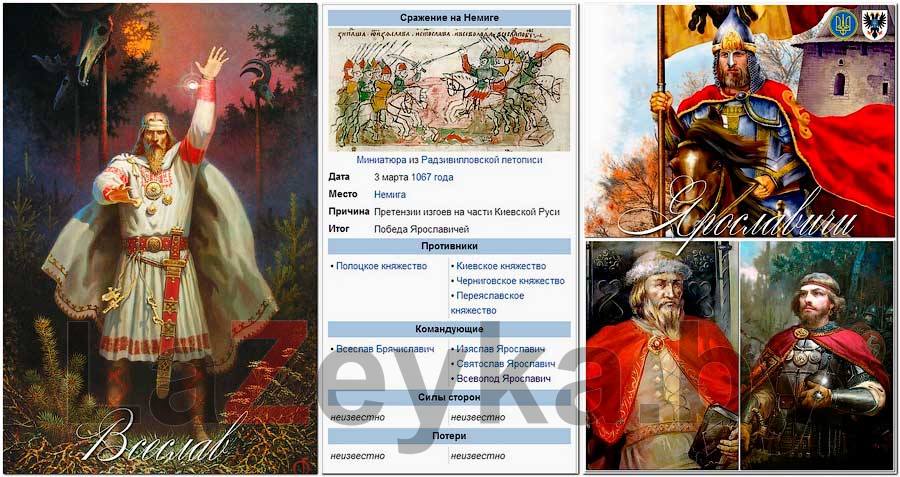 Всеслав
Сражение на Немиге
Миниатюра из Радзивилловской летописи
Дата 3 марта 1067 года
Место Немига
Причина Претензии изгоев на части Киевской Руси
Итог Победа Ярославичей
Противники
• Полоцкое княжество
• Киевское княжество
• Черниговское княжество
• Переяславское
княжество
Командующие
• Всеслав Брячиславич
• Изяслав Ярославич
• Святослав Ярославич
• Всеволод Ярославич
Силы сторон
неизвестно неизвестно
Потери
неизвестно неизвестно
Ярославичи
LaZeyka.b